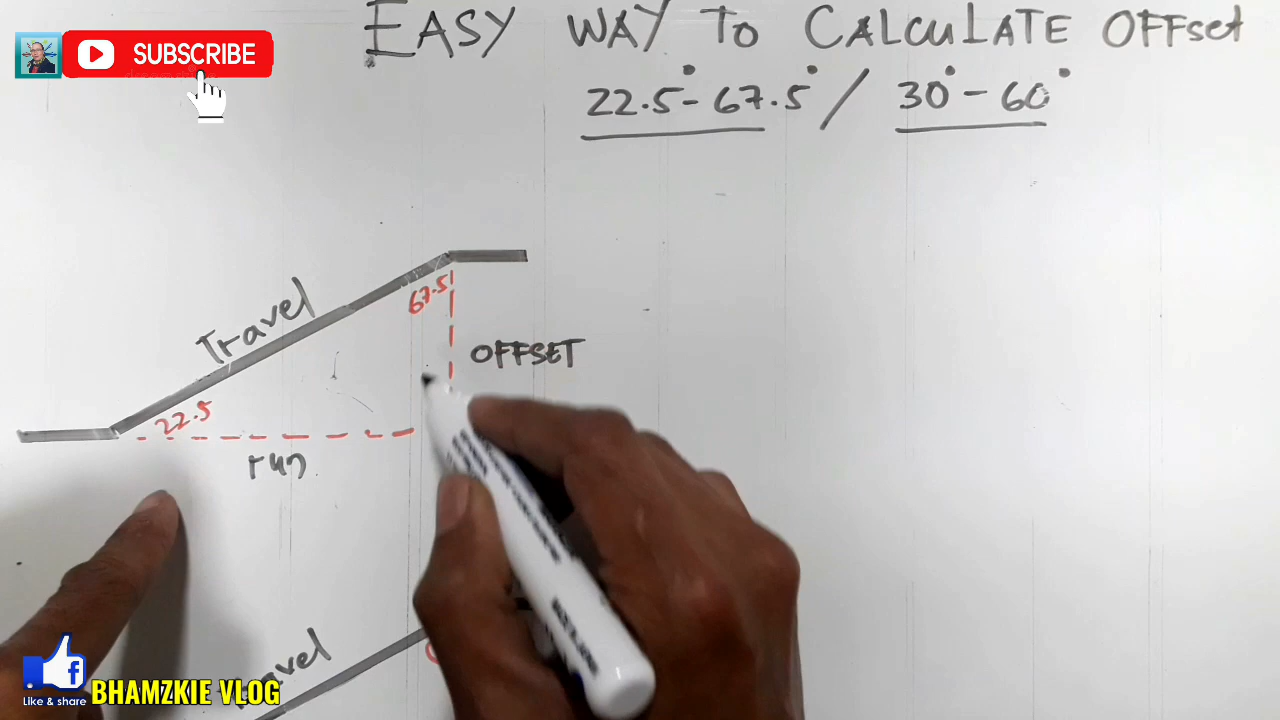 EASY WAY TO CALCULATE OFFset
SUBSCRIBE
22.5°-67.5° / 30°-60°
Travel
67.5
OFFSET
22.5
run
Travel
Like & share
BHAMZKIE VLOG